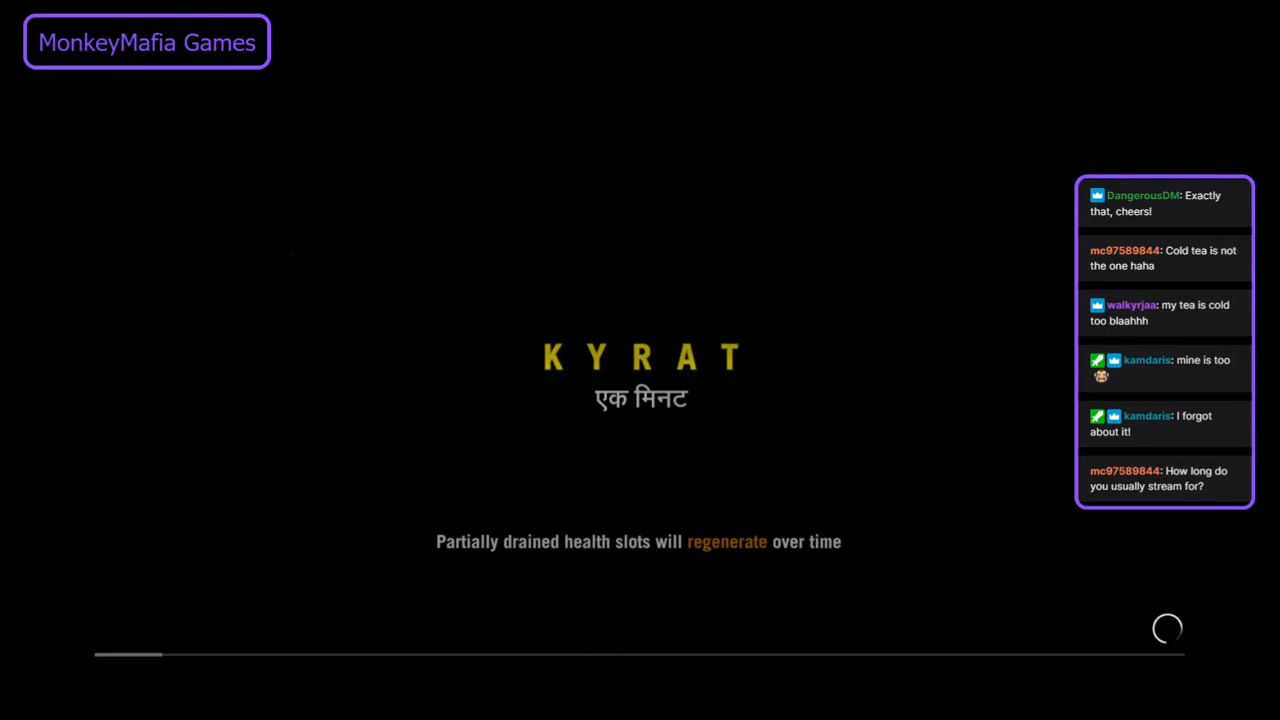 MonkeyMafia Games
DangerousDM: Exactly
that, cheers!
mc97589844: Cold tea is not
the one haha
walkyrjaa: my tea is cold
too blaahhh
kamdaris: mine is too
kamdaris: I forgot
about it!
mc97589844: How long do
you usually stream for?
KYRAT
एक मिनट
Partially drained health slots will regenerate over time